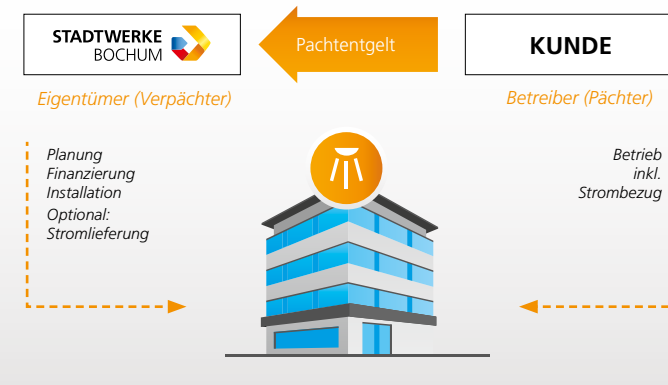 STADTWERKE
BOCHUM
Pachtentgelt
KUNDE
Eigentümer (Verpächter)
Betreiber (Pächter)
Planung
Finanzierung
Installation
Optional:
Stromlieferung
Betrieb
inkl.
Strombezug